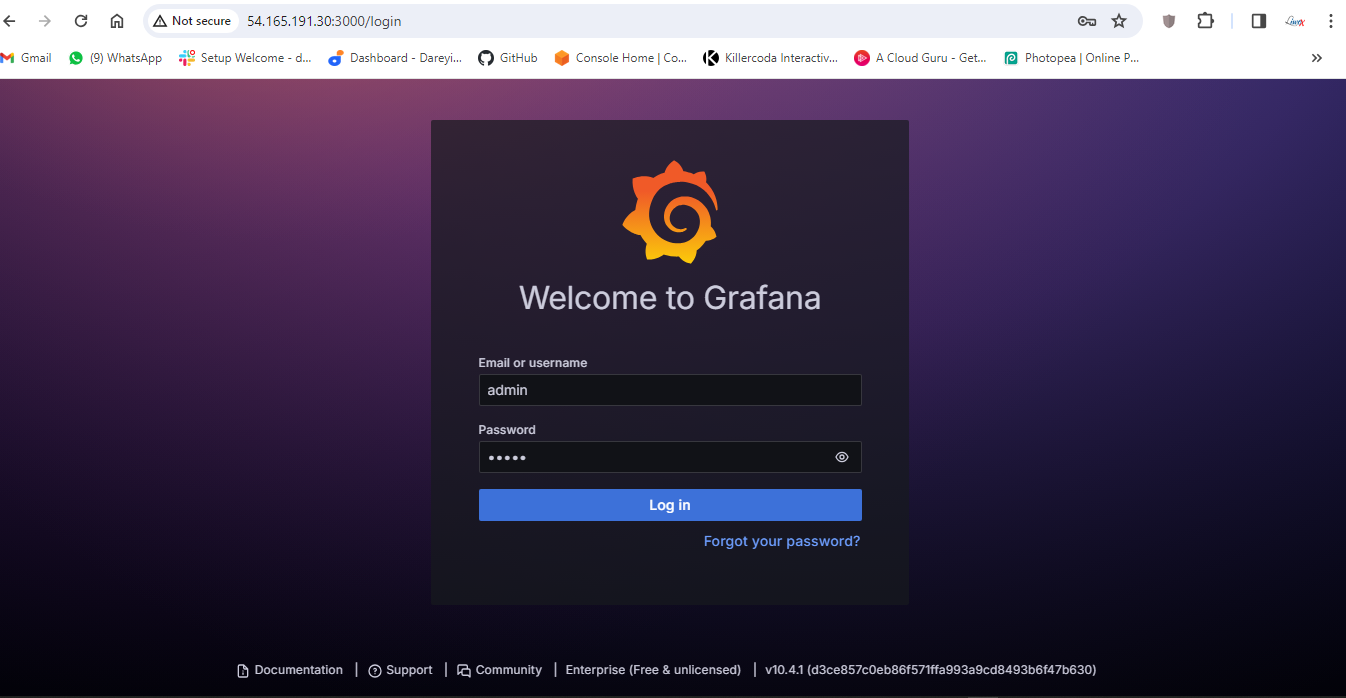 Not secure 54.165.191.30:3000/login
Gmail (9) WhatsApp Setup Welcome - d... Dashboard - Dareyi... GitHub Console Home | Co... Killercoda Interactiv... A Cloud Guru - Get... Photopea | Online P... »
Welcome to Grafana
Email or username
admin
Password
•••••
Log in
Forgot your password?
Documentation | Support | Community | Enterprise (Free & unlicensed) | v10.4.1 (d3ce857c0eb86f571ffa993a9cd8493b6f47b630)